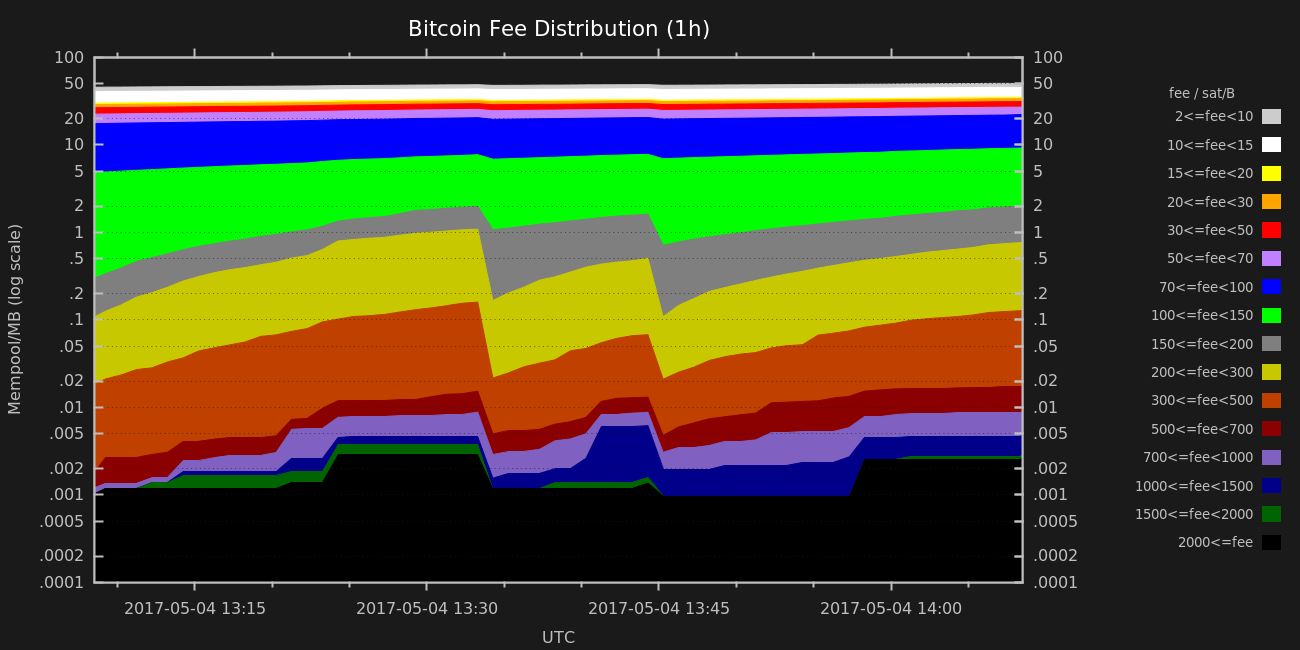 Bitcoin Fee Distribution (1h)
Mempool/MB (log scale)
100
50
20
10
5
2
1
.5
.2
.1
.05
.02
.01
.005
.002
.001
.0005
.0002
.0001
100
50
20
10
5
2
1
.5
.2
.1
.05
.02
.01
.005
.002
.001
.0005
.0002
.0001
2017-05-04 13:15
2017-05-04 13:30
2017-05-04 13:45
2017-05-04 14:00
UTC
fee / sat/B
2<=fee<10
10<=fee<15
15<=fee<20
20<=fee<30
30<=fee<50
50<=fee<70
70<=fee<100
100<=fee<150
150<=fee<200
200<=fee<300
300<=fee<500
500<=fee<700
700<=fee<1000
1000<=fee<1500
1500<=fee<2000
2000<=fee